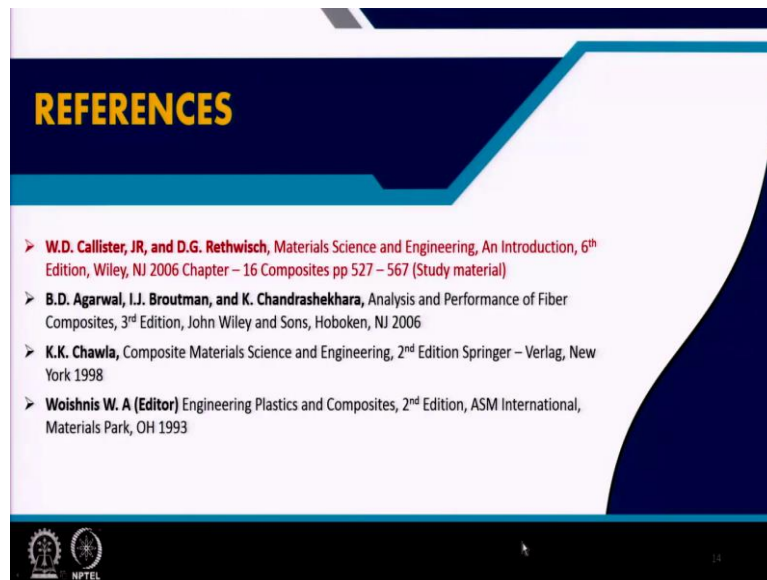 REFERENCES
➢ W.D. Callister, JR, and D.G. Rethwisch, Materials Science and Engineering, An Introduction, 6th
Edition, Wiley, NJ 2006 Chapter – 16 Composites pp 527 – 567 (Study material)
➢ B.D. Agarwal, I.J. Broutman, and K. Chandrashekhara, Analysis and Performance of Fiber
Composites, 3rd Edition, John Wiley and Sons, Hoboken, NJ 2006
➢ K.K. Chawla, Composite Materials Science and Engineering, 2nd Edition Springer – Verlag, New
York 1998
➢ Woishnis W. A (Editor) Engineering Plastics and Composites, 2nd Edition, ASM International,
Materials Park, OH 1993
NPTEL
14